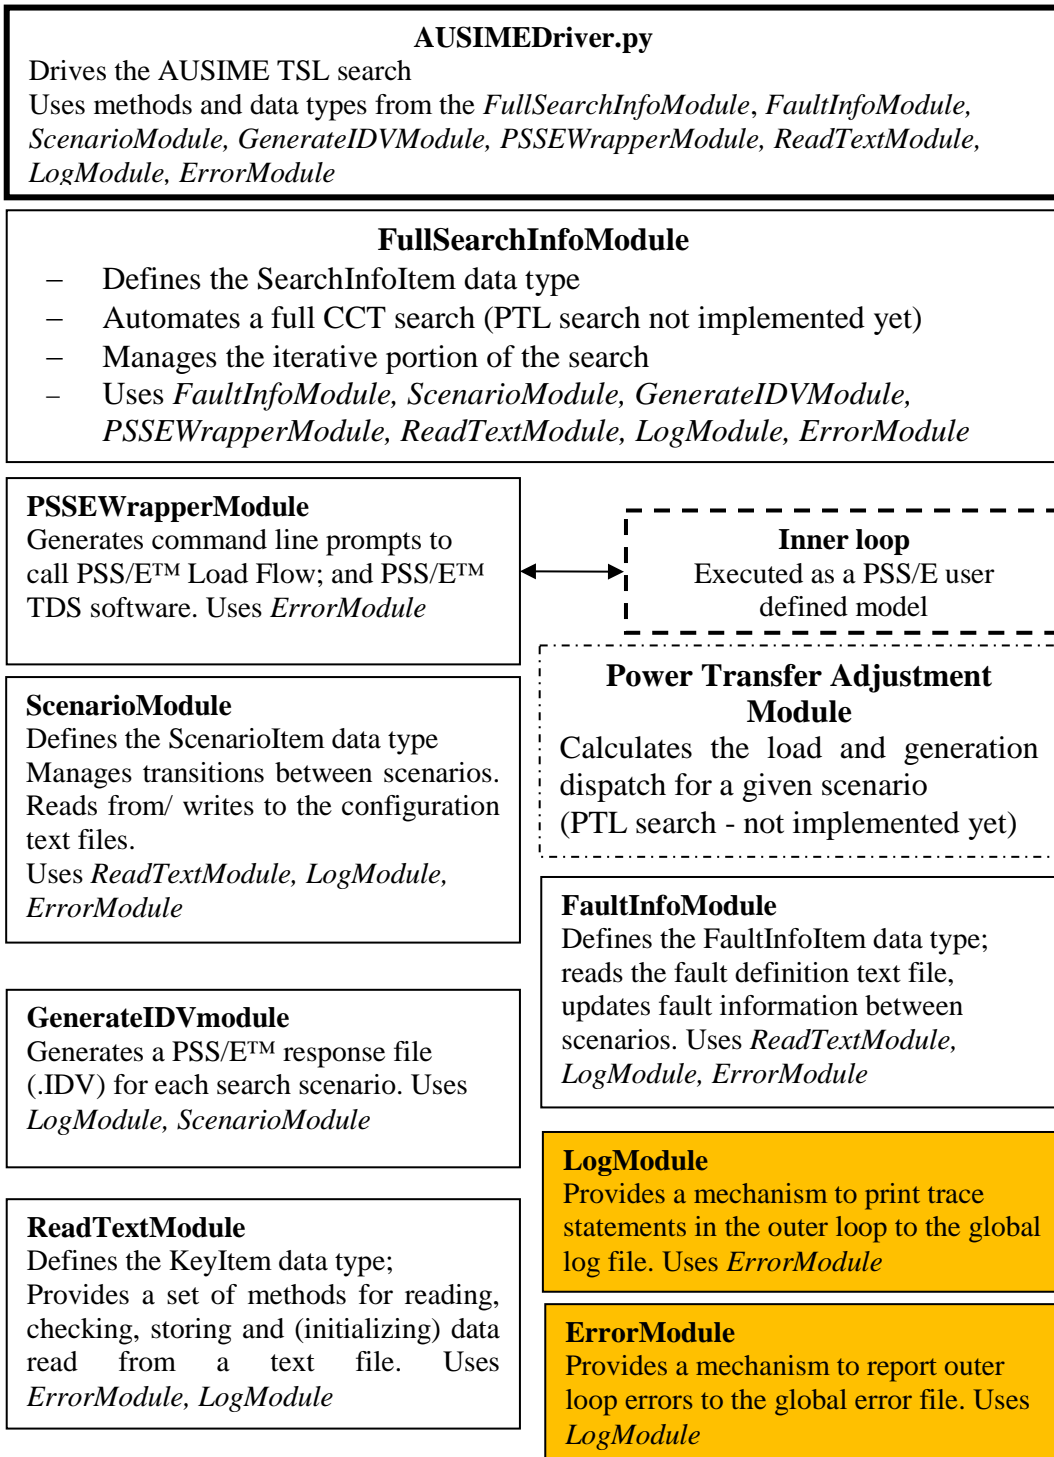 AUSIMEDriver.py
Drives the AUSIME TSL search
Uses methods and data types from the FullSearchInfoModule, FaultInfoModule,
ScenarioModule, GenerateIDVModule, PSSEWrapperModule, ReadTextModule,
LogModule, ErrorModule
FullSearchInfoModule
– Defines the SearchInfoItem data type
– Automates a full CCT search (PTL search not implemented yet)
– Manages the iterative portion of the search
– Uses FaultInfoModule, ScenarioModule, GenerateIDVModule,
PSSEWrapperModule, ReadTextModule, LogModule, ErrorModule
PSSEWrapperModule
Generates command line prompts to
call PSS/E™ Load Flow; and PSS/E™
TDS software. Uses ErrorModule
Inner loop
Executed as a PSS/E user
defined model
Power Transfer Adjustment
Module
Calculates the load and generation
dispatch for a given scenario
(PTL search - not implemented yet)
ScenarioModule
Defines the ScenarioItem data type
Manages transitions between scenarios.
Reads from/ writes to the configuration
text files.
Uses ReadTextModule, LogModule,
ErrorModule
FaultInfoModule
Defines the FaultInfoItem data type;
reads the fault definition text file,
updates fault information between
scenarios. Uses ReadTextModule,
LogModule, ErrorModule
GenerateIDVmodule
Generates a PSS/E™ response file
(.IDV) for each search scenario. Uses
LogModule, ScenarioModule
LogModule
Provides a mechanism to print trace
statements in the outer loop to the global
log file. Uses ErrorModule
ReadTextModule
Defines the KeyItem data type;
Provides a set of methods for reading,
checking, storing and (initializing) data
read from a text file. Uses
ErrorModule, LogModule
ErrorModule
Provides a mechanism to report outer
loop errors to the global error file. Uses
LogModule